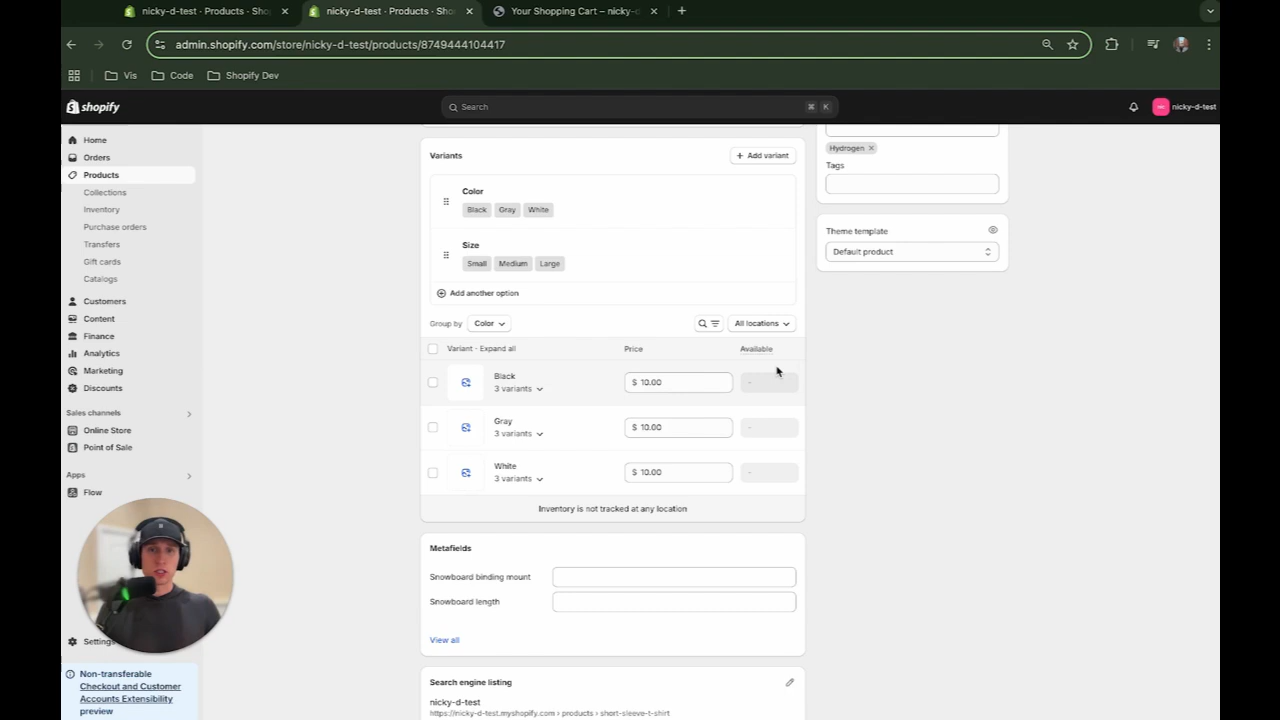 nicky-d-test · Products · Sho
nicky-d-test · Products · Sho
Your Shopping Cart – nicky-d
admin.shopify.com/store/nicky-d-test/products/8749444104417
Vis
Code
Shopify Dev
shopify
Search
⌘
K
nic
nicky-d-test
Home
Orders
Products
Collections
Inventory
Purchase orders
Transfers
Gift cards
Catalogs
Customers
Content
Finance
Analytics
Marketing
Discounts
Sales channels
Online Store
Point of Sale
Apps
Flow
Settings
Non-transferable
Checkout and Customer
Accounts Extensibility
preview
Variants
Add variant
Color
Black Gray White
Size
Small Medium Large
Add another option
Group by Color
All locations
Variant · Expand all
Price
Available
Black
3 variants
$ 10.00
-
Gray
3 variants
$ 10.00
-
White
3 variants
$ 10.00
-
Inventory is not tracked at any location
Metafields
Snowboard binding mount
Snowboard length
View all
Search engine listing
nicky-d-test
https://nicky-d-test.myshopify.com › products › short-sleeve-t-shirt
Hydrogen
Tags
Theme template
Default product